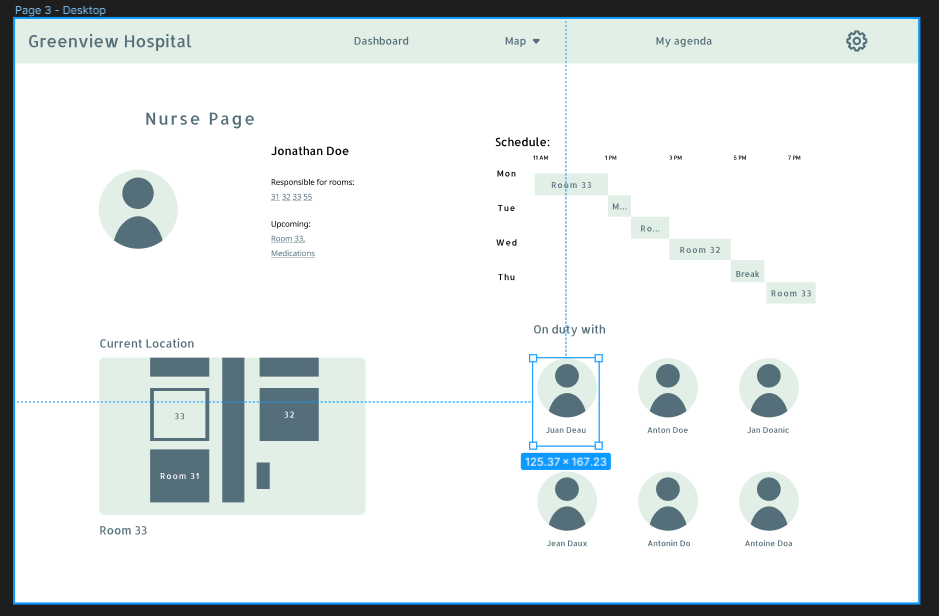 Page 3 - Desktop
Greenview Hospital Dashboard Map My agenda
Nurse Page
Jonathan Doe
Responsible for rooms:
31 32 33 55
Upcoming:
Room 33,
Medications
Schedule:
11 AM 1 PM 3 PM 5 PM 7 PM
Mon
Room 33
Tue
M...
Ro...
Wed
Room 32
Thu
Break
Room 33
Current Location
33
32
Room 31
Room 33
On duty with
Juan Deau Anton Doe Jan Doanic
125.37 × 167.23
Jean Daux Antonin Do Antoine Doa